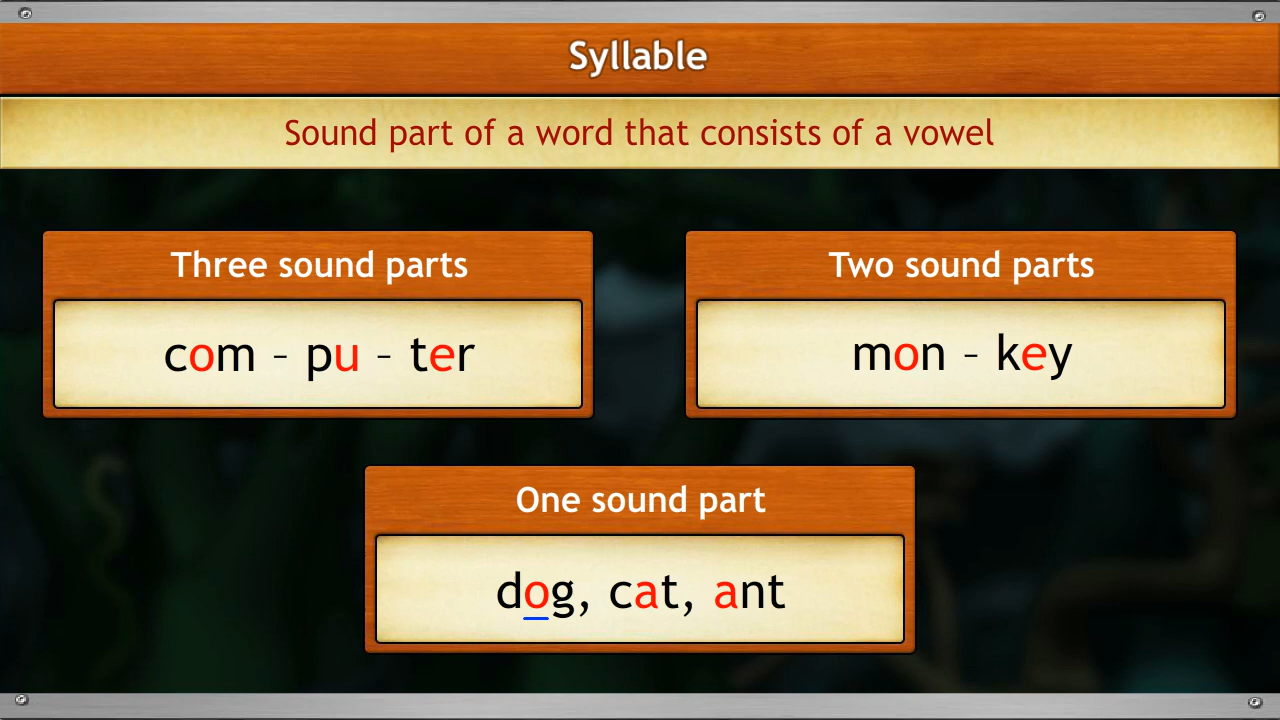 Syllable
Sound part of a word that consists of a vowel
Three sound parts
com – pu – ter
Two sound parts
mon – key
One sound part
dog, cat, ant